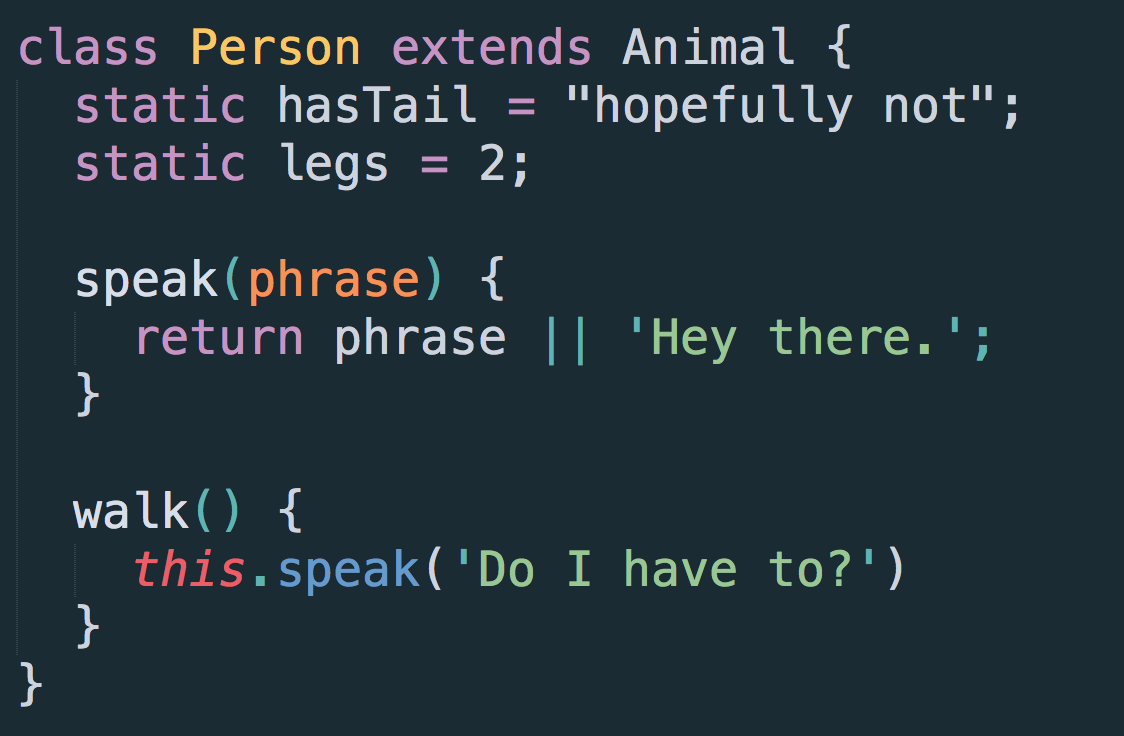 class Person extends Animal {
  static hasTail = "hopefully not";
  static legs = 2;

  speak(phrase) {
    return phrase || 'Hey there.';
  }

  walk() {
    this.speak('Do I have to?')
  }
}